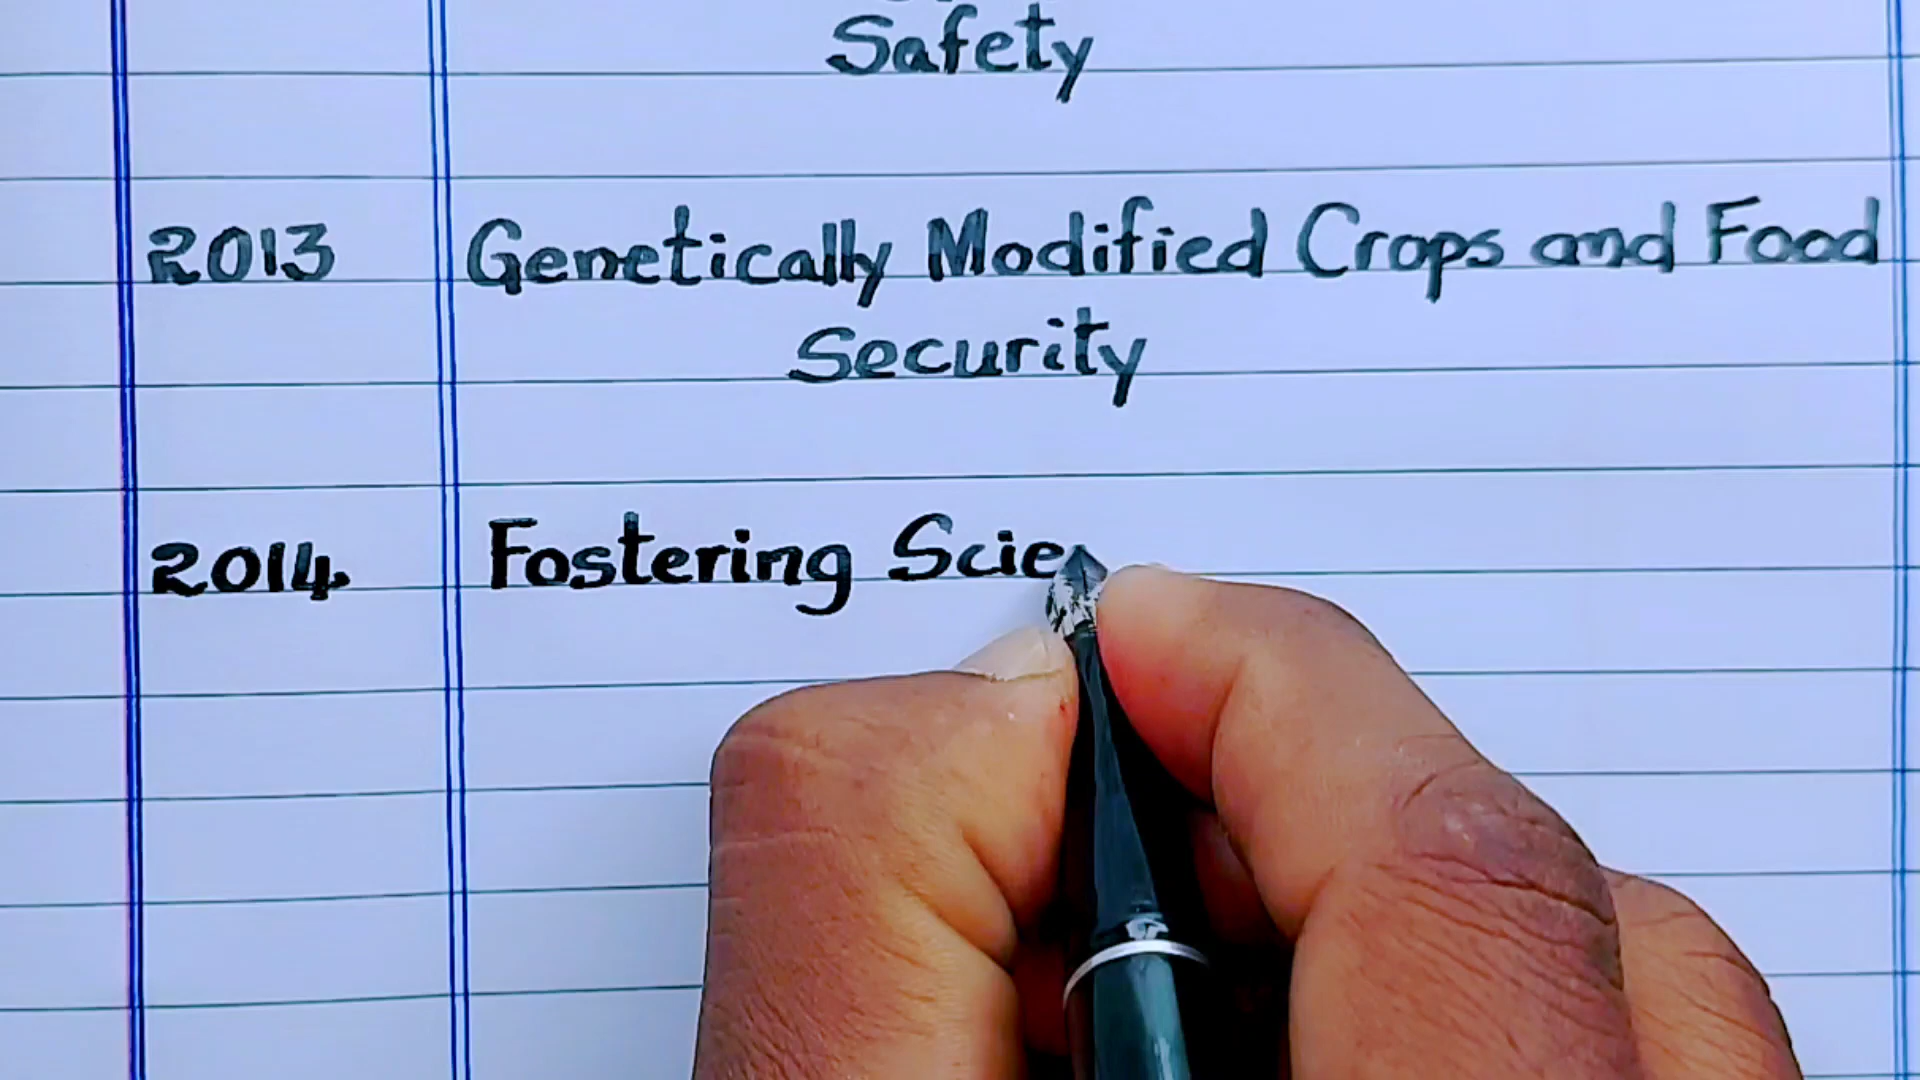 Safety
2013 Genetically Modified Crops and Food
Security
2014. Fostering Scie